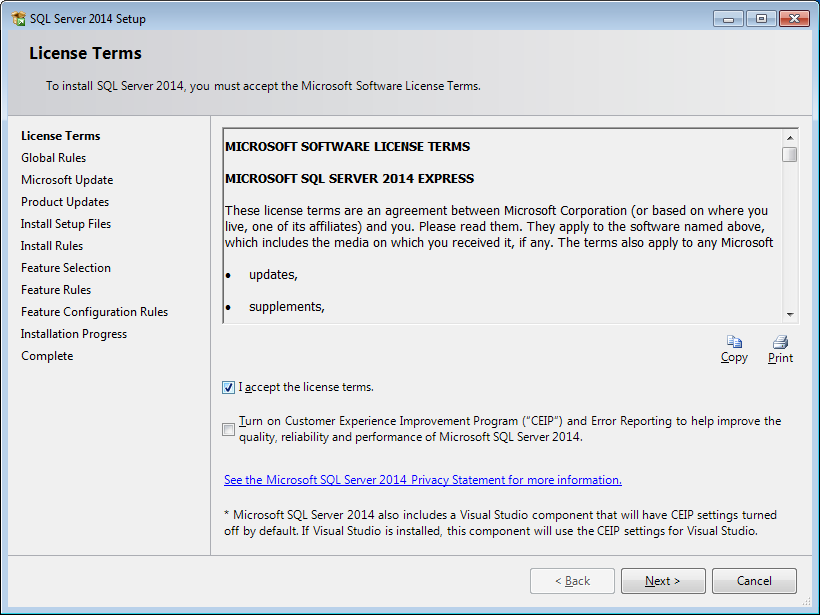 SQL Server 2014 Setup
License Terms
To install SQL Server 2014, you must accept the Microsoft Software License Terms.
License Terms
Global Rules
Microsoft Update
Product Updates
Install Setup Files
Install Rules
Feature Selection
Feature Rules
Feature Configuration Rules
Installation Progress
Complete
MICROSOFT SOFTWARE LICENSE TERMS
MICROSOFT SQL SERVER 2014 EXPRESS
These license terms are an agreement between Microsoft Corporation (or based on where you
live, one of its affiliates) and you. Please read them. They apply to the software named above,
which includes the media on which you received it, if any. The terms also apply to any Microsoft
• updates,
• supplements,
Copy Print
I accept the license terms.
Turn on Customer Experience Improvement Program ("CEIP") and Error Reporting to help improve the
quality, reliability and performance of Microsoft SQL Server 2014.
See the Microsoft SQL Server 2014 Privacy Statement for more information.
* Microsoft SQL Server 2014 also includes a Visual Studio component that will have CEIP settings turned
off by default. If Visual Studio is installed, this component will use the CEIP settings for Visual Studio.
< Back Next > Cancel